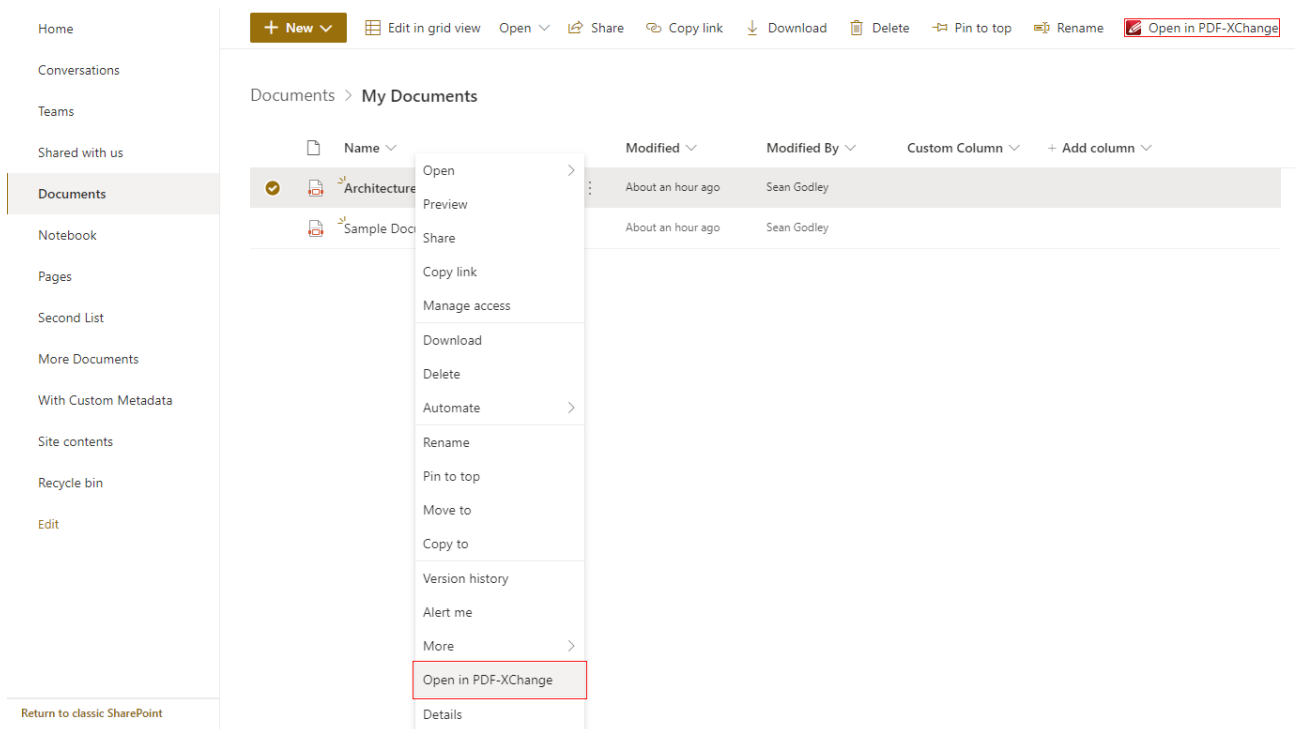 Home
Conversations
Teams
Shared with us
Documents
Notebook
Pages
Second List
More Documents
With Custom Metadata
Site contents
Recycle bin
Edit
Return to classic SharePoint
+ New Edit in grid view Open Share Copy link Download Delete Pin to top Rename Open in PDF-XChange
Documents > My Documents
Name Modified Modified By Custom Column + Add column
Architecture About an hour ago Sean Godley
Sample Doc About an hour ago Sean Godley
Open
Preview
Share
Copy link
Manage access
Download
Delete
Automate
Rename
Pin to top
Move to
Copy to
Version history
Alert me
More
Open in PDF-XChange
Details